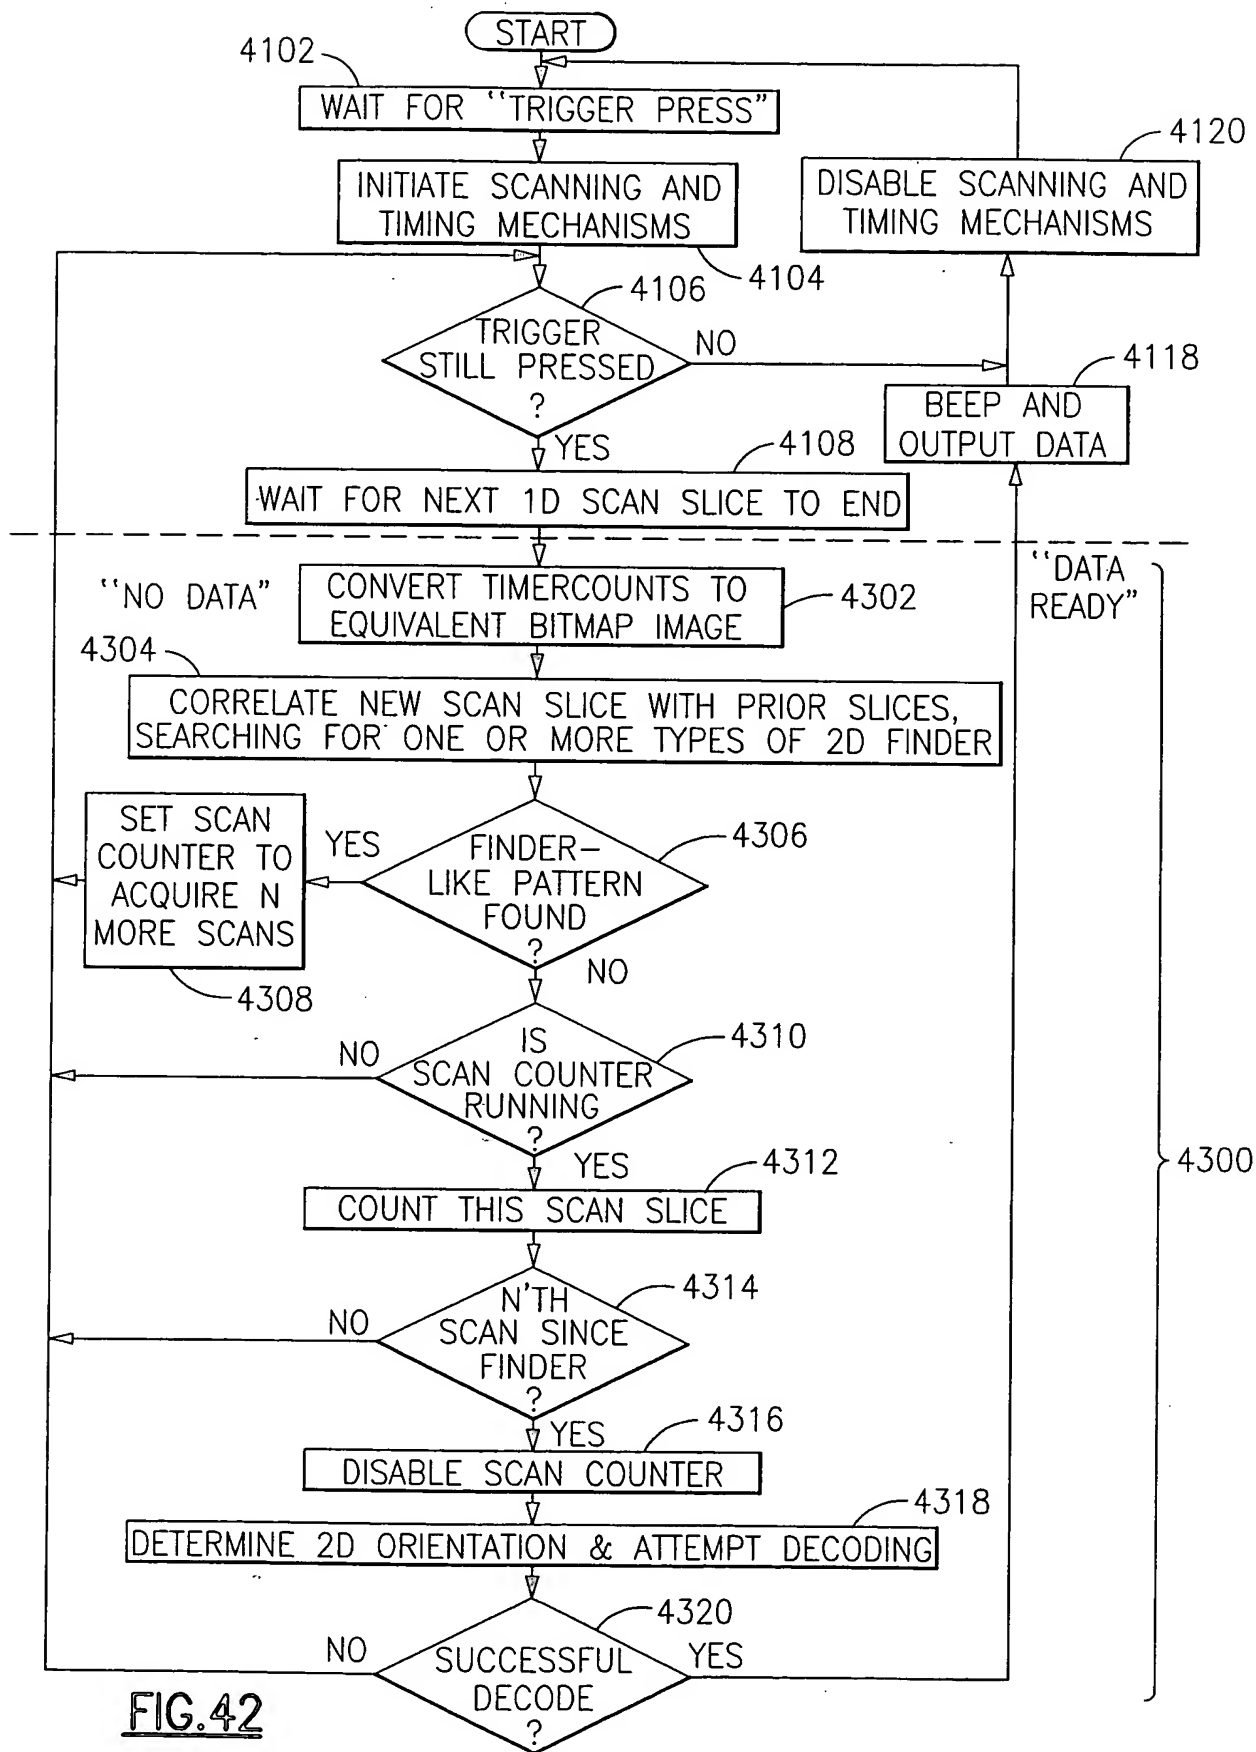 START
4102
WAIT FOR "TRIGGER PRESS"
4120
INITIATE SCANNING AND
TIMING MECHANISMS
DISABLE SCANNING AND
TIMING MECHANISMS
4104
4106
TRIGGER
STILL PRESSED
?
NO
4118
BEEP AND
OUTPUT DATA
YES
4108
WAIT FOR NEXT 1D SCAN SLICE TO END
"NO DATA"
"DATA
READY"
CONVERT TIMERCOUNTS TO
EQUIVALENT BITMAP IMAGE
4302
4304
CORRELATE NEW SCAN SLICE WITH PRIOR SLICES,
SEARCHING FOR ONE OR MORE TYPES OF 2D FINDER
SET SCAN
COUNTER TO
ACQUIRE N
MORE SCANS
YES
FINDER-
LIKE PATTERN
FOUND
?
4306
4308
NO
NO
IS
SCAN COUNTER
RUNNING
?
4310
YES
4312
4300
COUNT THIS SCAN SLICE
NO
N'TH
SCAN SINCE
FINDER
?
4314
YES
4316
DISABLE SCAN COUNTER
4318
DETERMINE 2D ORIENTATION & ATTEMPT DECODING
4320
NO
SUCCESSFUL
DECODE
?
YES
FIG.42